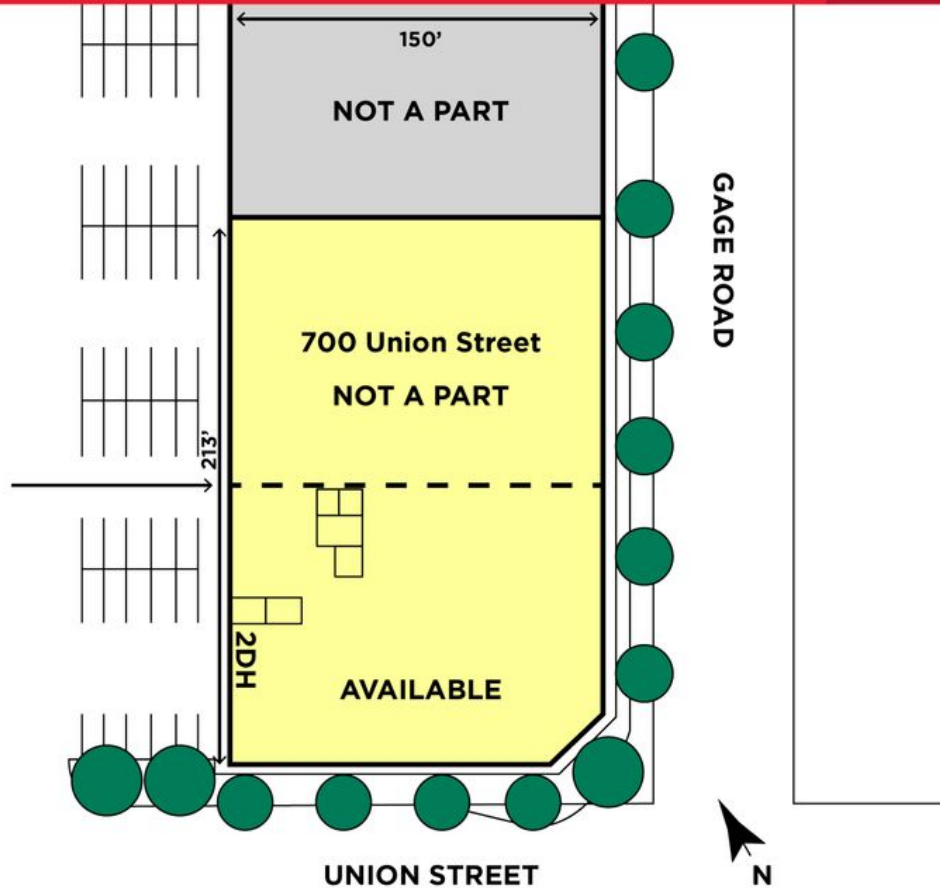 150’
NOT A PART
GAGE ROAD
700 Union Street
NOT A PART
213’
2DH
AVAILABLE
UNION STREET
N